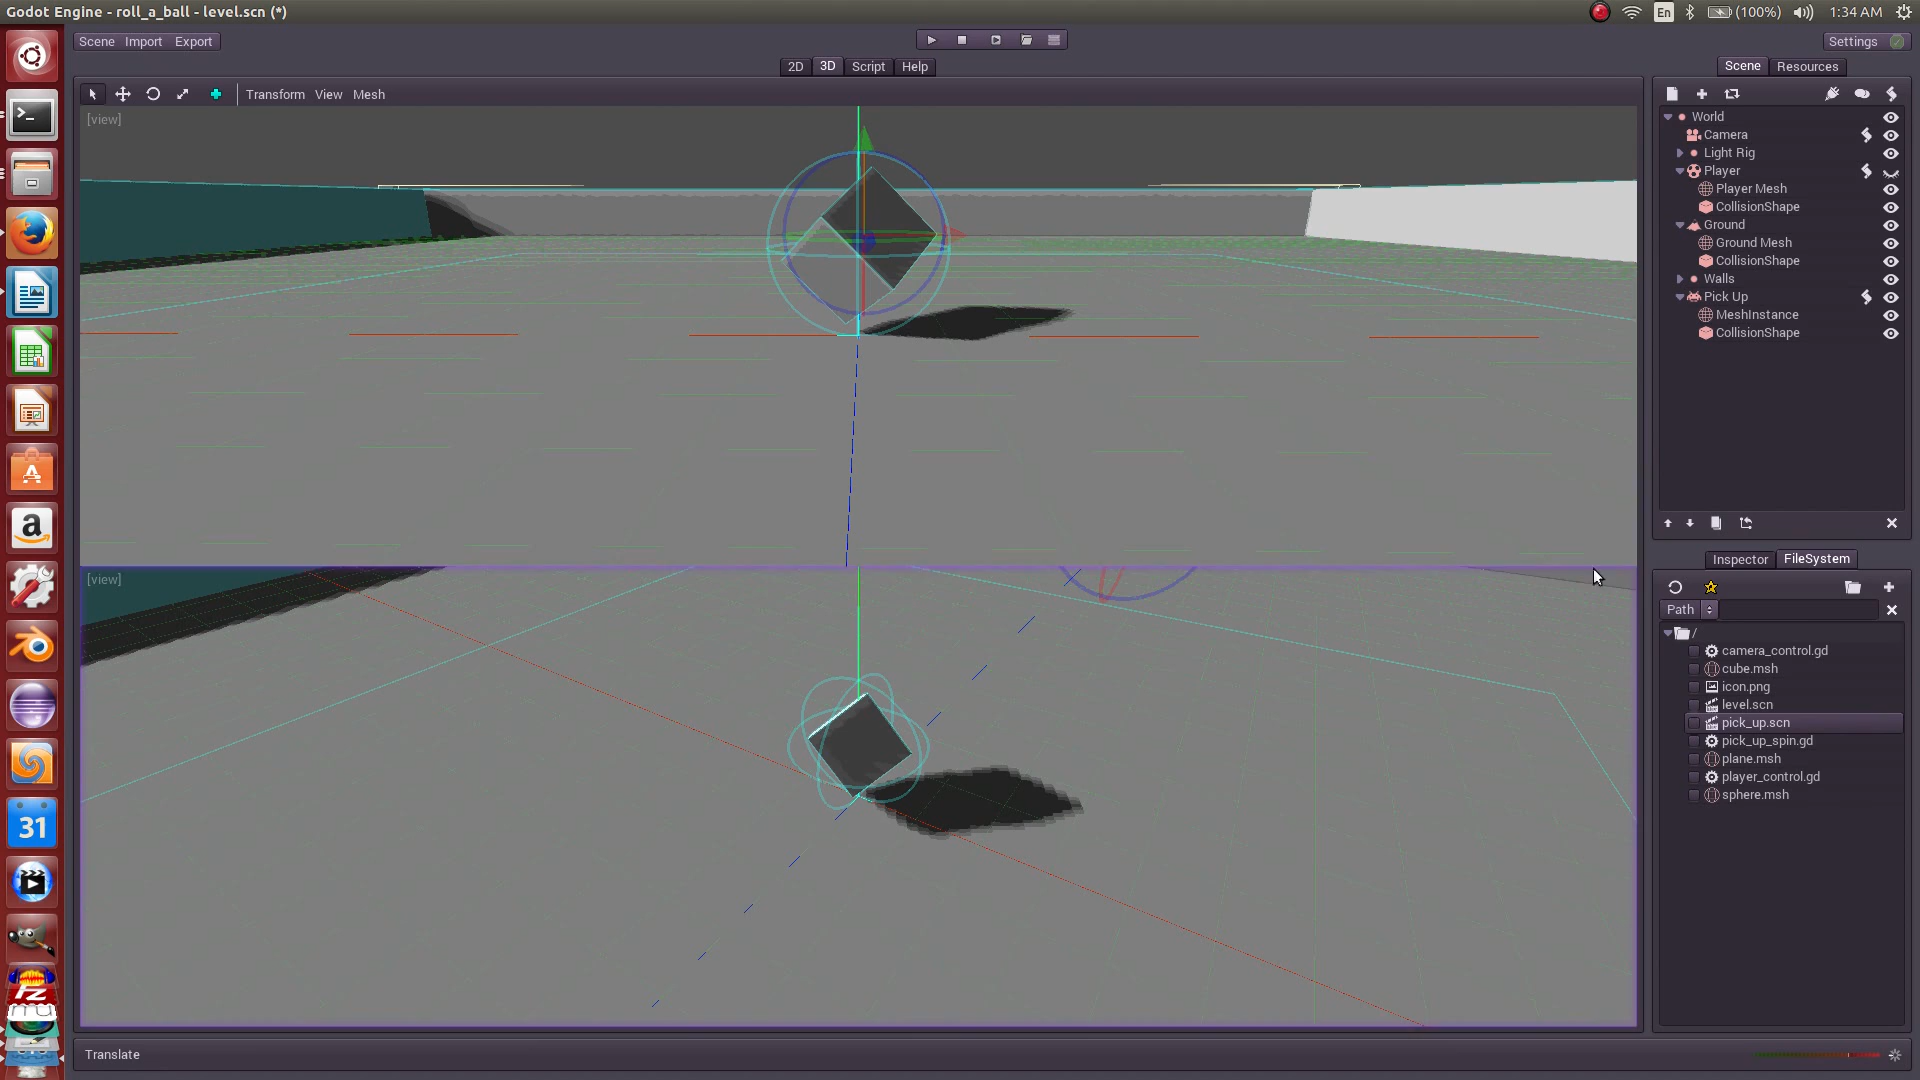 Godot Engine - roll_a_ball - level.scn (*)
En
(100%)
1:34 AM
Scene Import Export
Settings
2D 3D Script Help
Scene Resources
Transform View Mesh
[view]
World
Camera
Light Rig
Player
Player Mesh
CollisionShape
Ground
Ground Mesh
CollisionShape
Walls
Pick Up
MeshInstance
CollisionShape
[view]
Inspector FileSystem
Path
/
camera_control.gd
cube.msh
icon.png
level.scn
pick_up.scn
pick_up_spin.gd
plane.msh
player_control.gd
sphere.msh
Translate
a
31
FZ